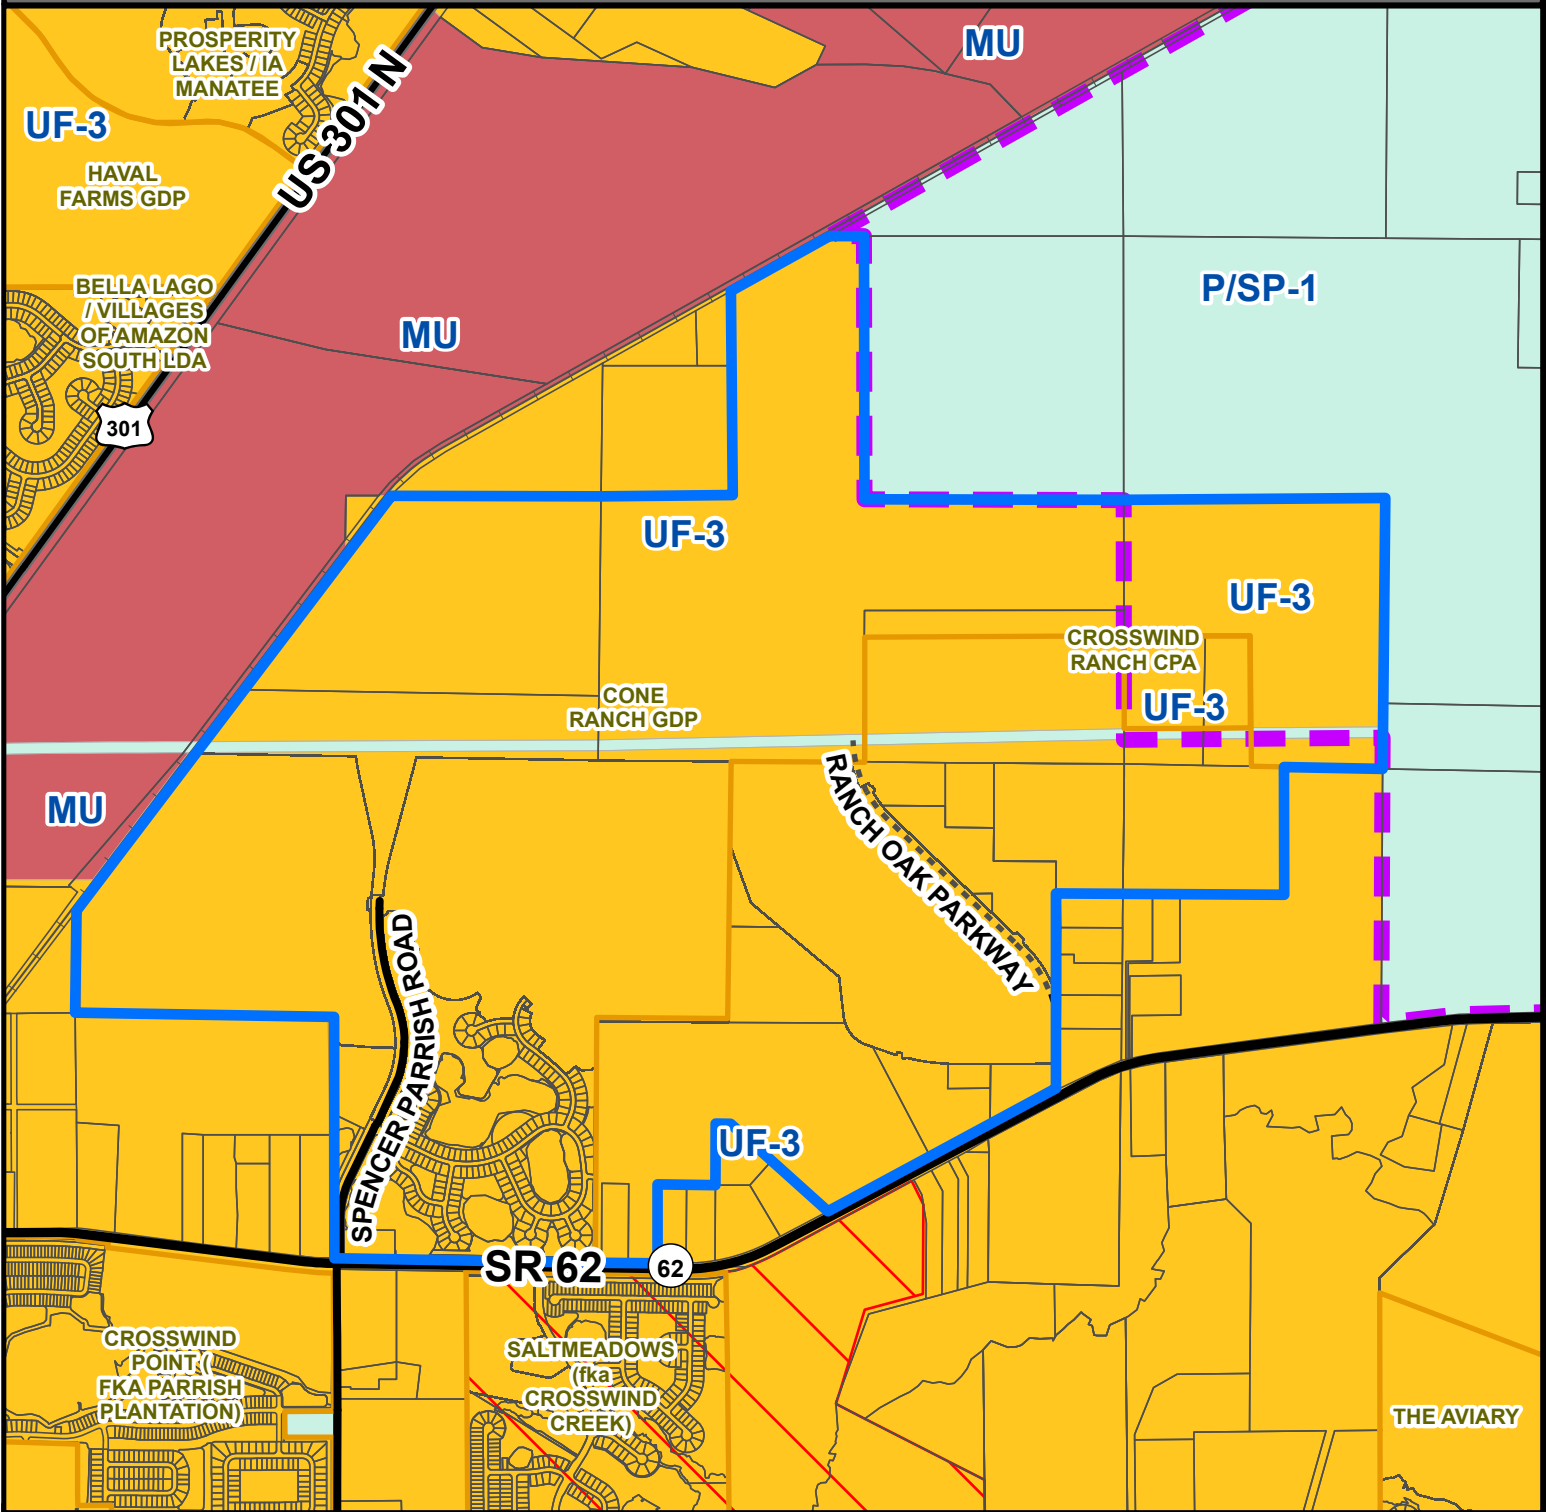 PROSPERITY
LAKES / IA
MANATEE
MU
UF-3
US 301 N
HAVAL
FARMS GDP
BELLA LAGO
/ VILLAGES
OF AMAZON
SOUTH LDA
P/SP-1
MU
301
UF-3
UF-3
CROSSWIND
RANCH CPA
CONE
RANCH GDP
UF-3
MU
RANCH OAK PARKWAY
SPENCER PARRISH ROAD
UF-3
SR 62
62
CROSSWIND
POINT (
FKA PARRISH
PLANTATION)
SALTMEADOWS
(fka
CROSSWIND
CREEK)
THE AVIARY